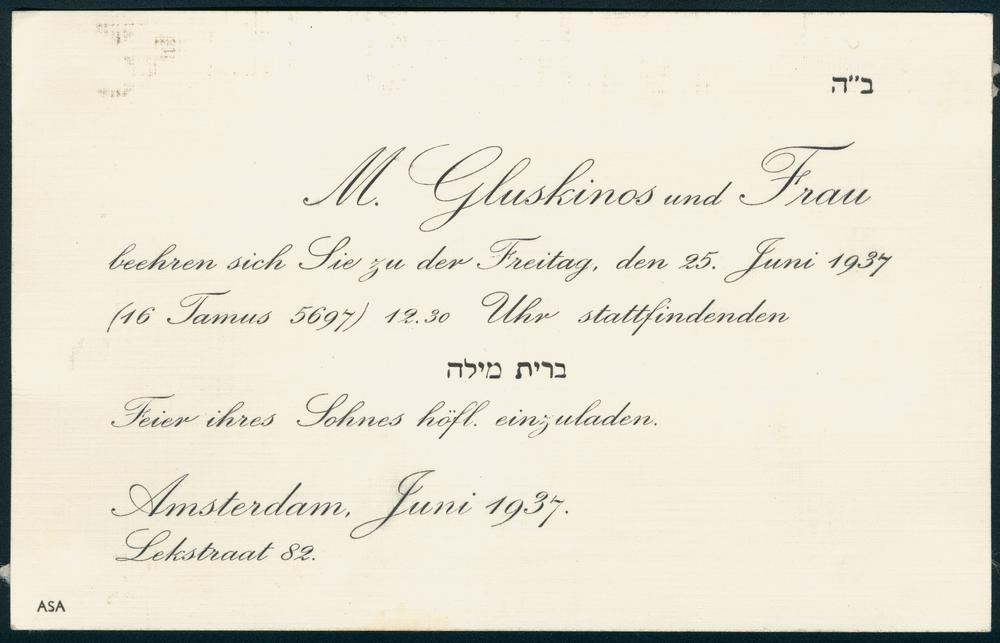 ב"ה
M. Gluskinos und Frau
beehren sich Sie zu der Freitag, den 25. Juni 1937
(16 Tamus 5697) 12.30 Uhr stattfindenden
ברית מילה
Feier ihres Sohnes höfl. einzuladen.
Amsterdam, Juni 1937.
Lekstraat 82.
ASA